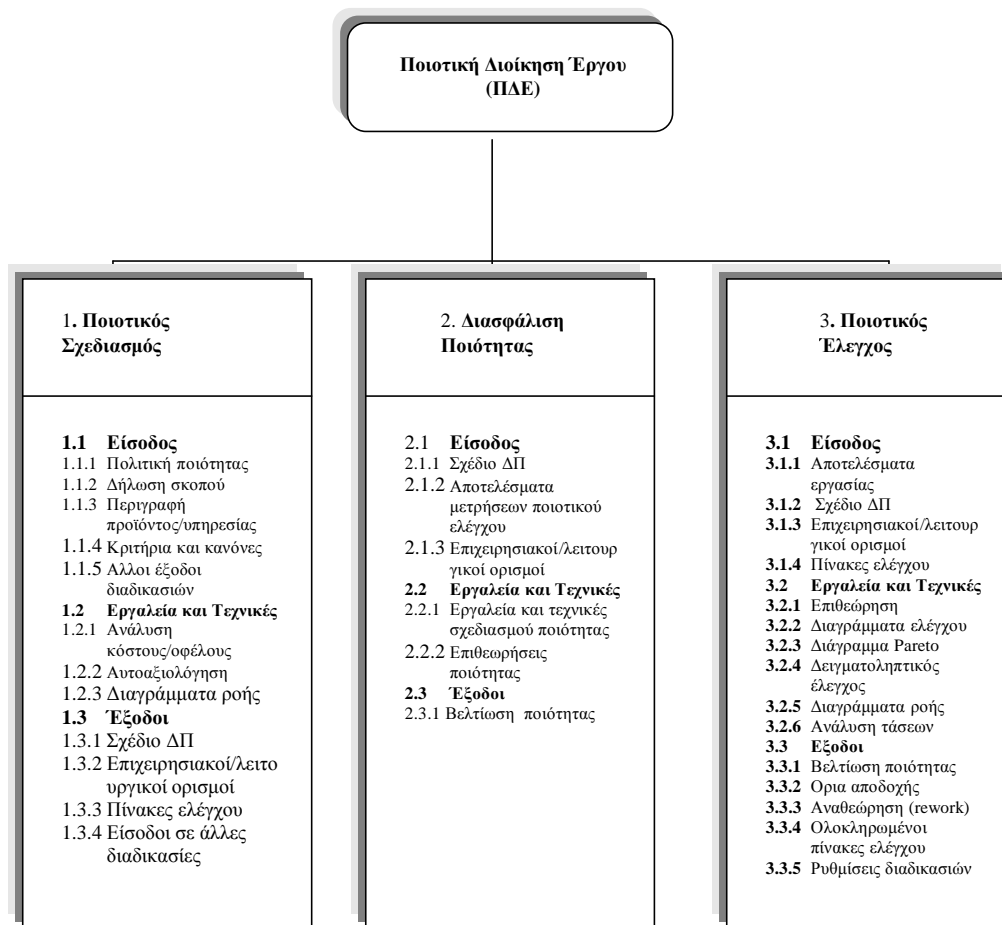 Ποιοτική Διοίκηση Έργου
(ΠΔΕ)
1. Ποιοτικός
Σχεδιασμός
1.1 Είσοδος
1.1.1 Πολιτική ποιότητας
1.1.2 Δήλωση σκοπού
1.1.3 Περιγραφή
προϊόντος/υπηρεσίας
1.1.4 Κριτήρια και κανόνες
1.1.5 Αλλοι έξοδοι
διαδικασιών
1.2 Εργαλεία και Τεχνικές
1.2.1 Ανάλυση
κόστους/οφέλους
1.2.2 Αυτοαξιολόγηση
1.2.3 Διαγράμματα ροής
1.3 Έξοδοι
1.3.1 Σχέδιο ΔΠ
1.3.2 Επιχειρησιακοί/λειτο
υργικοί ορισμοί
1.3.3 Πίνακες ελέγχου
1.3.4 Είσοδοι σε άλλες
διαδικασίες
2. Διασφάλιση
Ποιότητας
2.1 Είσοδος
2.1.1 Σχέδιο ΔΠ
2.1.2 Αποτελέσματα
μετρήσεων ποιοτικού
ελέγχου
2.1.3 Επιχειρησιακοί/λειτουρ
γικοί ορισμοί
2.2 Εργαλεία και Τεχνικές
2.2.1 Εργαλεία και τεχνικές
σχεδιασμού ποιότητας
2.2.2 Επιθεωρήσεις
ποιότητας
2.3 Έξοδοι
2.3.1 Βελτίωση ποιότητας
3. Ποιοτικός
Έλεγχος
3.1 Είσοδος
3.1.1 Αποτελέσματα
εργασίας
3.1.2 Σχέδιο ΔΠ
3.1.3 Επιχειρησιακοί/λειτουρ
γικοί ορισμοί
3.1.4 Πίνακες ελέγχου
3.2 Εργαλεία και Τεχνικές
3.2.1 Επιθεώρηση
3.2.2 Διαγράμματα ελέγχου
3.2.3 Διάγραμμα Pareto
3.2.4 Δειγματοληπτικός
έλεγχος
3.2.5 Διαγράμματα ροής
3.2.6 Ανάλυση τάσεων
3.3 Εξοδοι
3.3.1 Βελτίωση ποιότητας
3.3.2 Ορια αποδοχής
3.3.3 Αναθεώρηση (rework)
3.3.4 Ολοκληρωμένοι
πίνακες ελέγχου
3.3.5 Ρυθμίσεις διαδικασιών